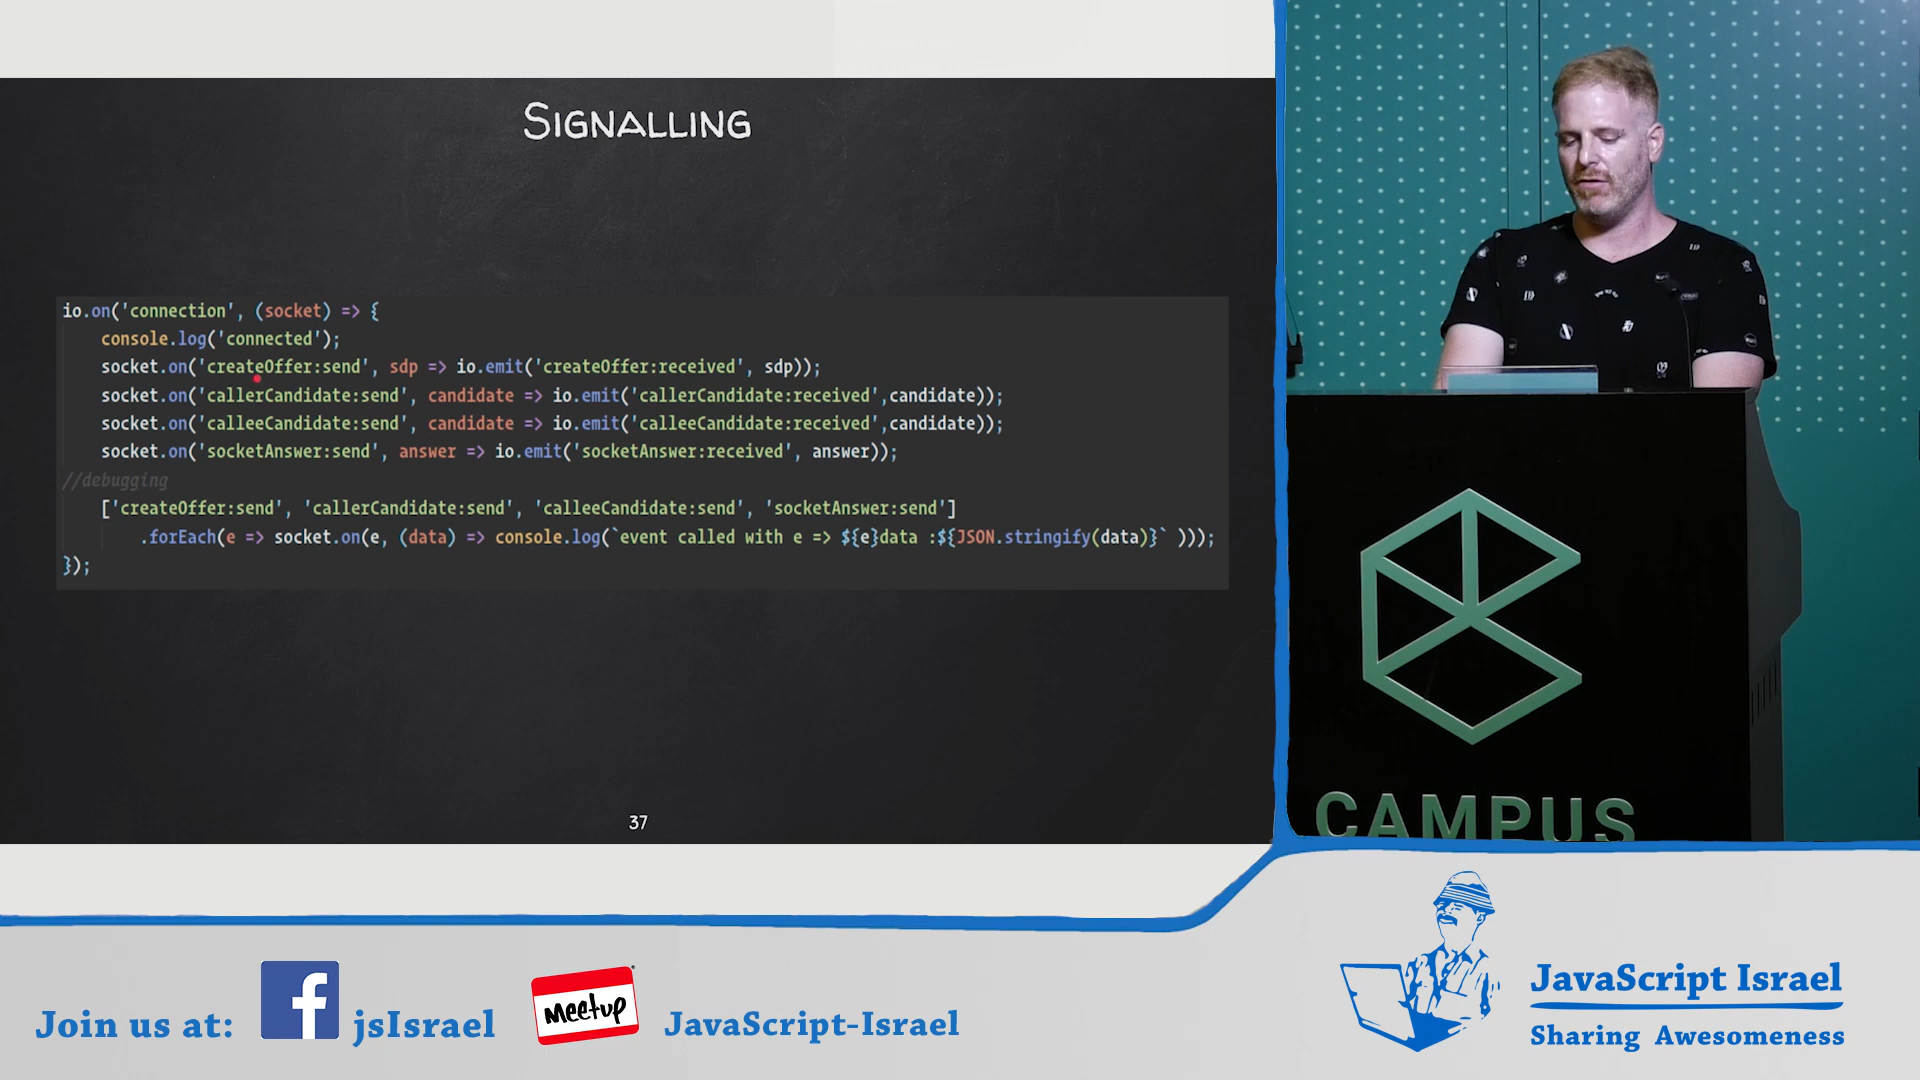 Signalling
io.on('connection', (socket) => {
console.log('connected');
socket.on('createOffer:send', sdp => io.emit('createOffer:received', sdp));
socket.on('callerCandidate:send', candidate => io.emit('callerCandidate:received',candidate));
socket.on('calleeCandidate:send', candidate => io.emit('calleeCandidate:received',candidate));
socket.on('socketAnswer:send', answer => io.emit('socketAnswer:received', answer));
//debugging
['createOffer:send', 'callerCandidate:send', 'calleeCandidate:send', 'socketAnswer:send']
.forEach(e => socket.on(e, (data) => console.log(`event called with e => ${e}data :${JSON.stringify(data)}` )));
});
37
CAMPUS
Join us at:
f
jsIsrael
Meetup
JavaScript-Israel
JavaScript Israel
Sharing Awesomeness